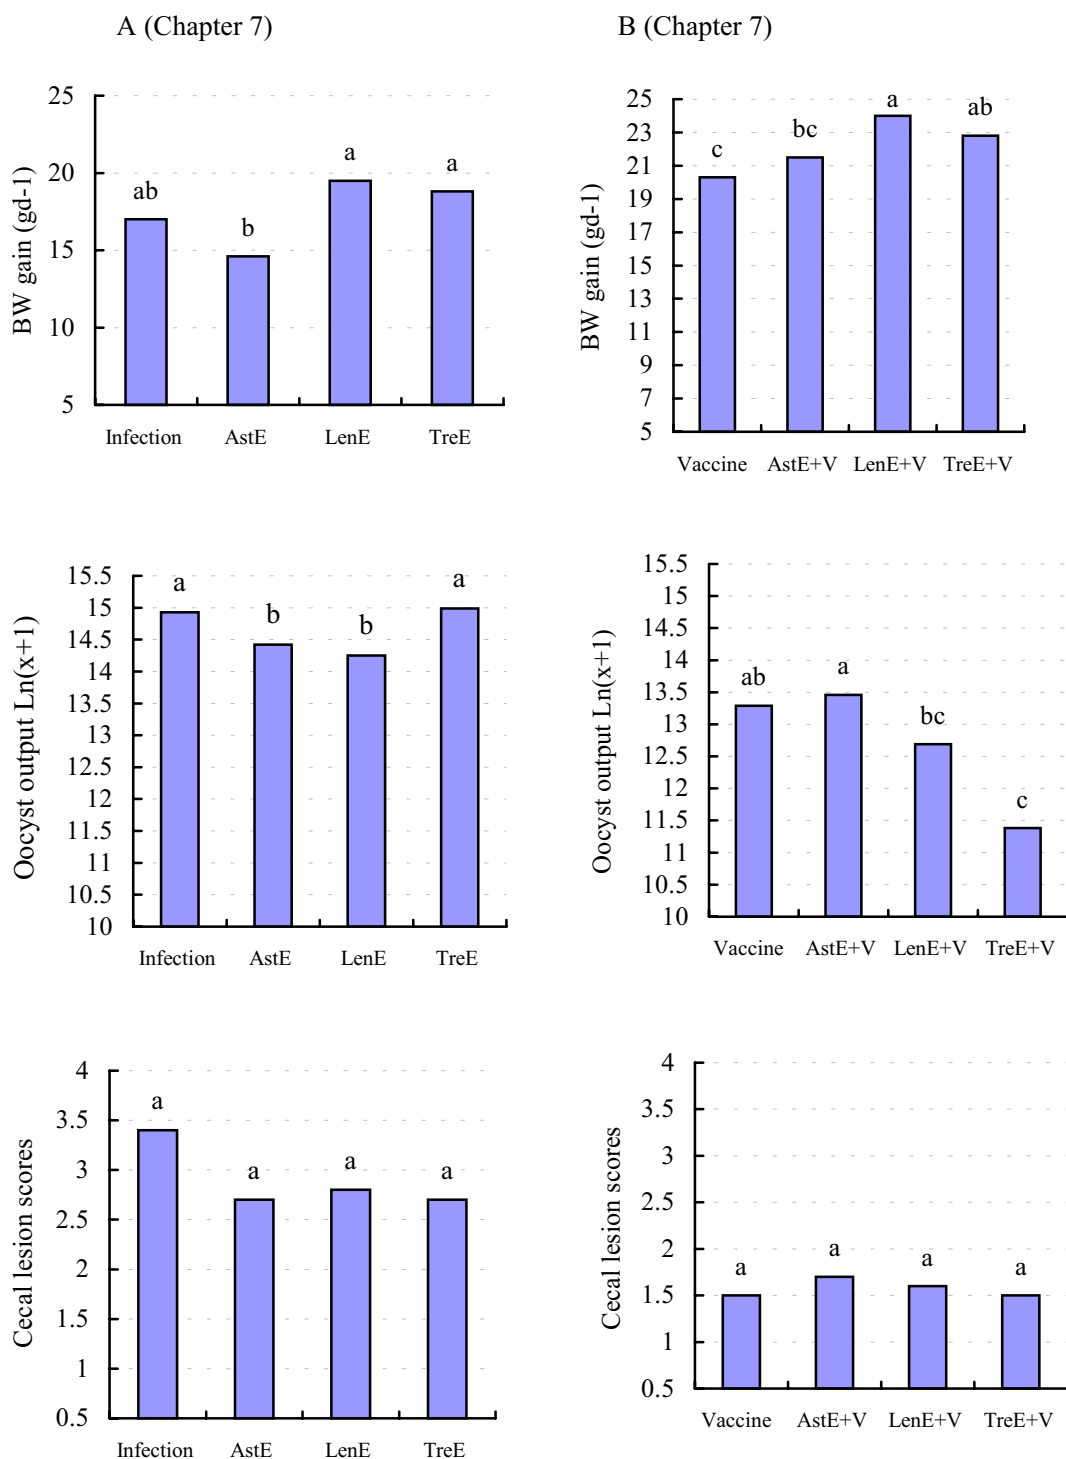 A (Chapter 7)
B (Chapter 7)
BW gain (gd-1)
25
20
15
10
5
ab
b
a
a
Infection AstE LenE TreE
BW gain (gd-1)
25
23
21
19
17
15
13
11
9
7
5
c
bc
a
ab
Vaccine AstE+V LenE+V TreE+V
Oocyst output Ln(x+1)
15.5
15
14.5
14
13.5
13
12.5
12
11.5
11
10.5
10
a
b
b
a
Infection AstE LenE TreE
Oocyst output Ln(x+1)
15.5
15
14.5
14
13.5
13
12.5
12
11.5
11
10.5
10
ab
a
bc
c
Vaccine AstE+V LenE+V TreE+V
Cecal lesion scores
4
3.5
3
2.5
2
1.5
1
0.5
a
a
a
a
Infection AstE LenE TreE
Cecal lesion scores
4
3.5
3
2.5
2
1.5
1
0.5
a
a
a
a
Vaccine AstE+V LenE+V TreE+V